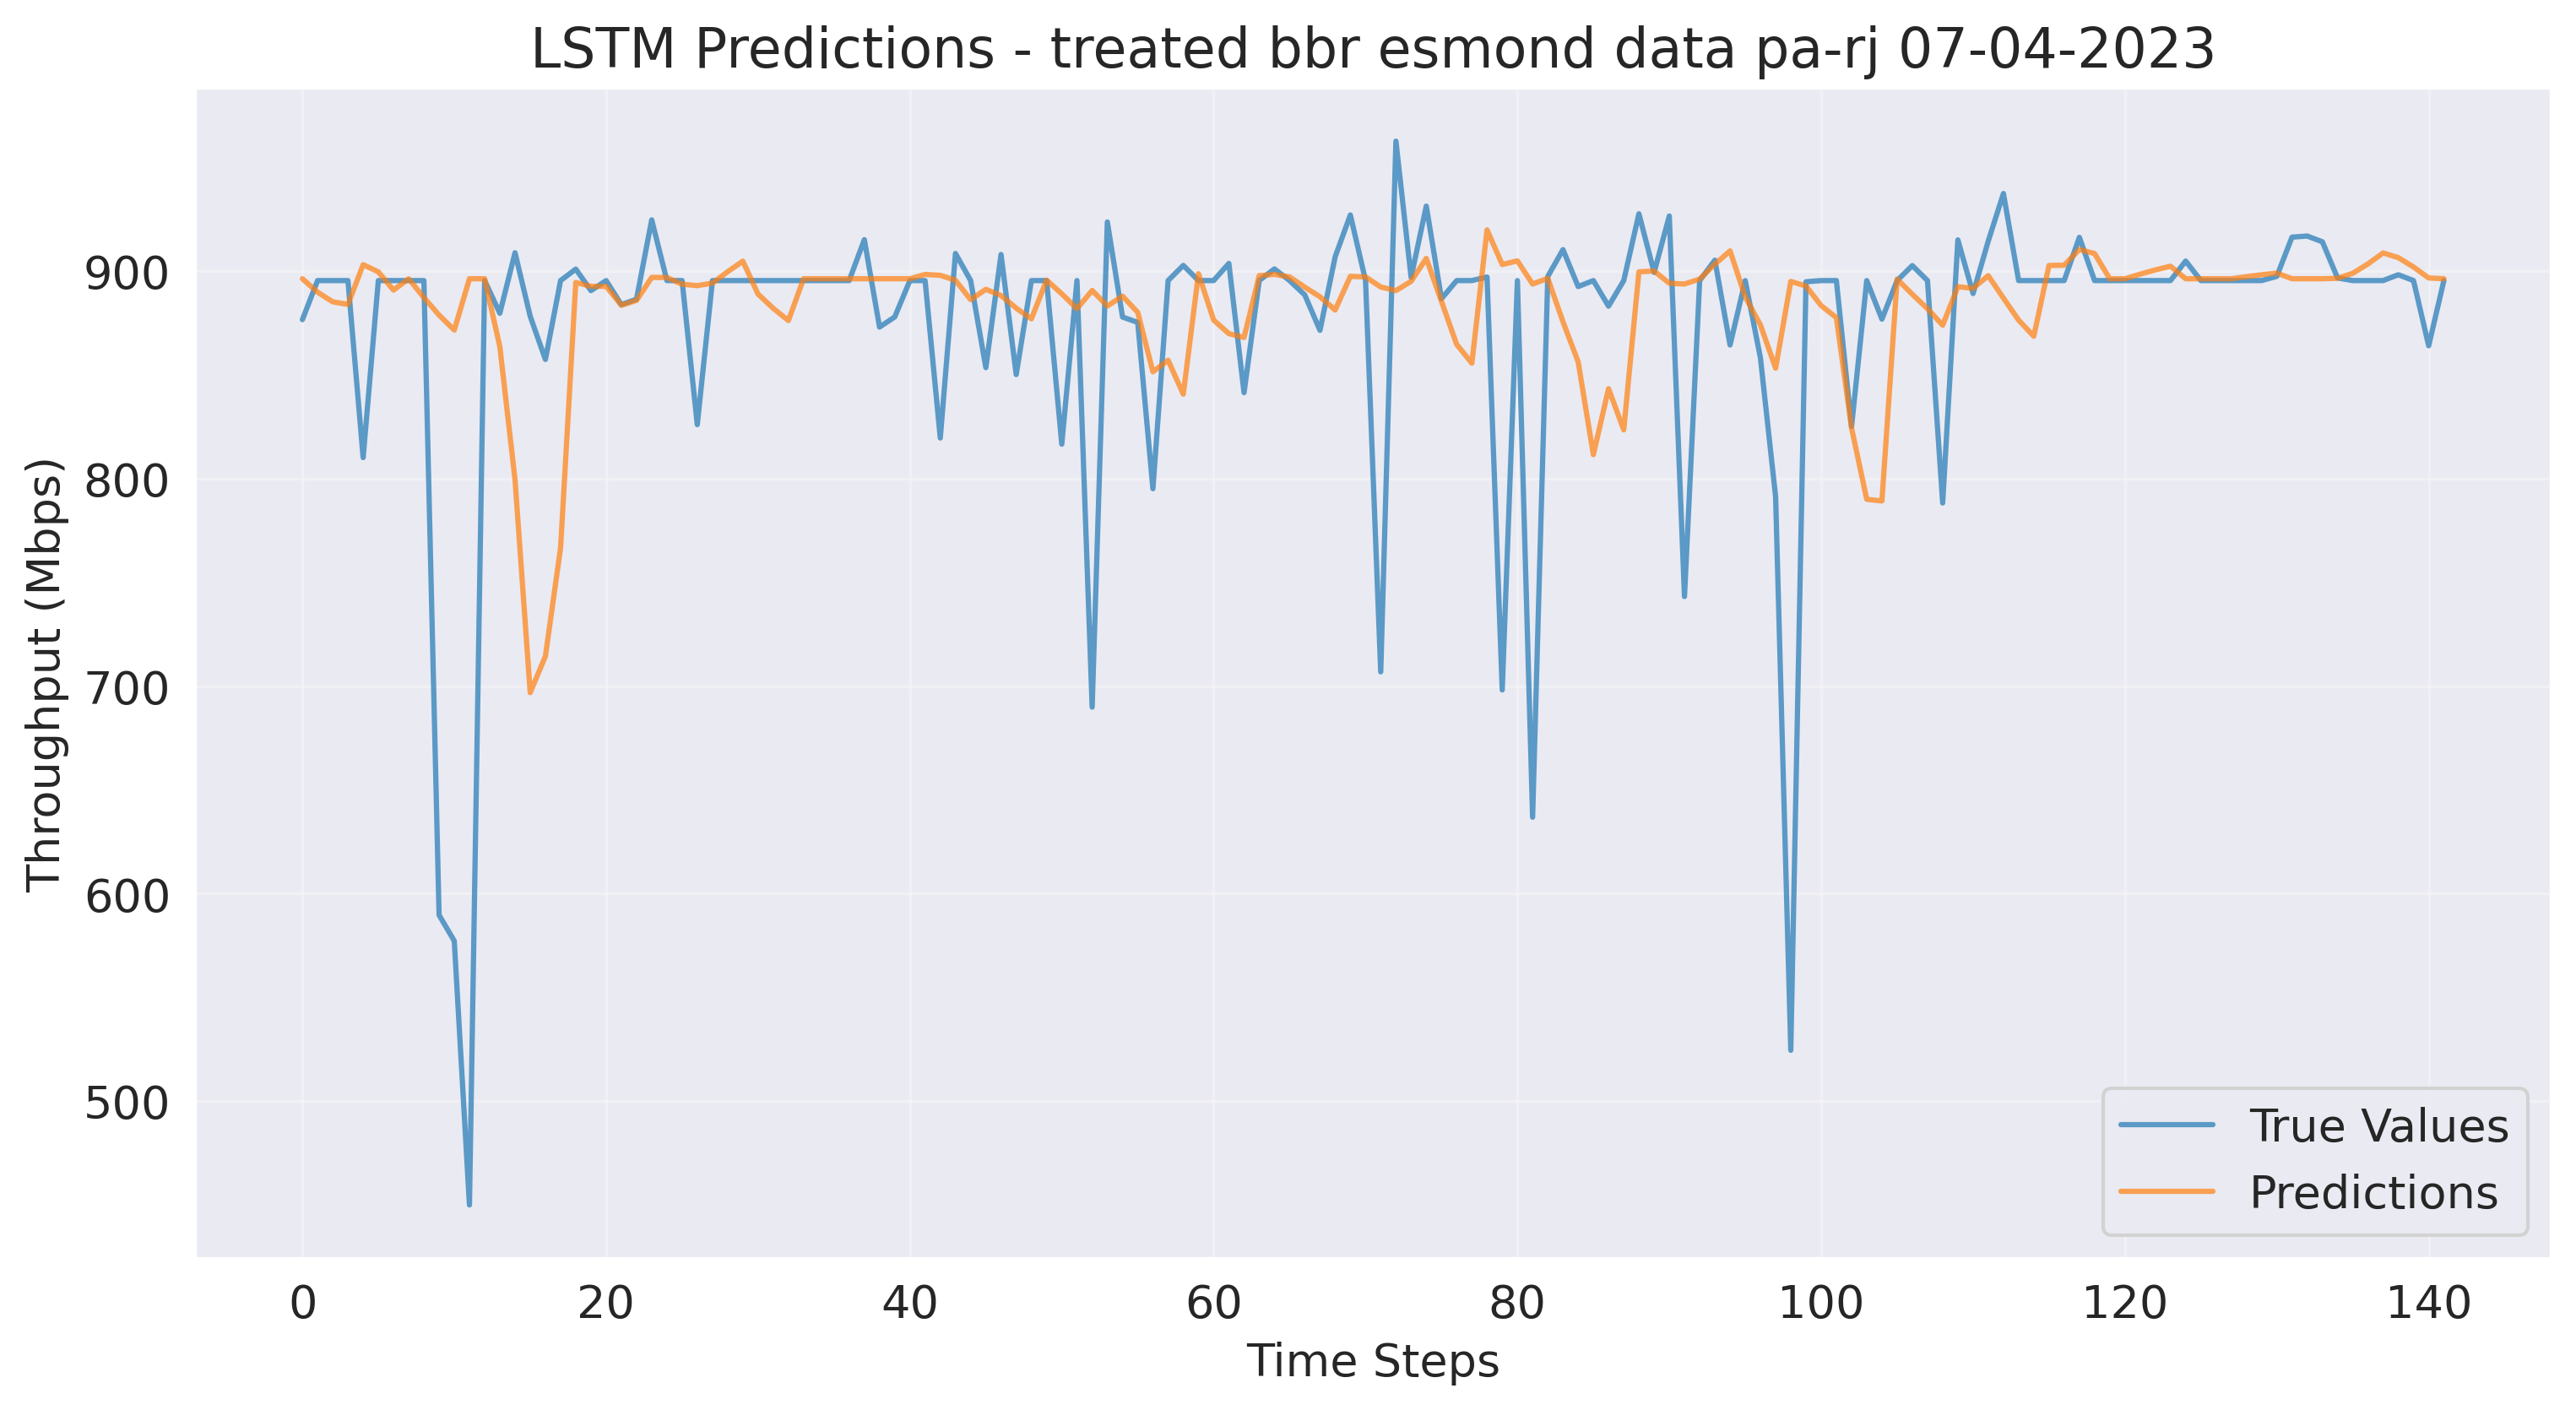 LSTM Predictions - treated bbr esmond data pa-rj 07-04-2023
Throughput (Mbps)
900
800
700
600
500
0 20 40 60 80 100 120 140
Time Steps
True Values
Predictions